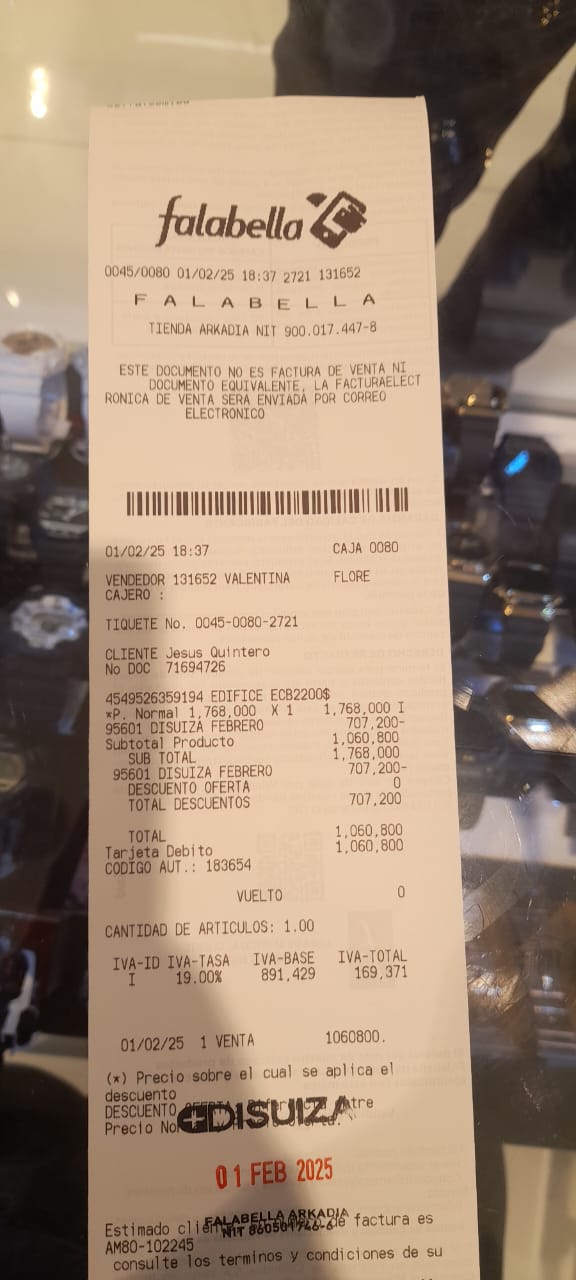 falabella
0045/0080 01/02/25 18:37 2721 131652
F A L A B E L L A
TIENDA ARKADIA NIT 900.017.447-8
ESTE DOCUMENTO NO ES FACTURA DE VENTA NI
DOCUMENTO EQUIVALENTE, LA FACTURAELECT
RONICA DE VENTA SERA ENVIADA POR CORREO
ELECTRONICO
01/02/25 18:37 CAJA 0080
VENDEDOR 131652 VALENTINA FLORE
CAJERO :
TIQUETE No. 0045-0080-2721
CLIENTE Jesus Quintero
No DOC 71694726
4549526359194 EDIFICE ECB2200$
*P. Normal 1,768,000 X 1 1,768,000 I
95601 DISUIZA FEBRERO 707,200-
Subtotal Producto 1,060,800
SUB TOTAL 1,768,000
95601 DISUIZA FEBRERO 707,200-
DESCUENTO OFERTA 0
TOTAL DESCUENTOS 707,200
TOTAL 1,060,800
Tarjeta Debito 1,060,800
CODIGO AUT.: 183654
VUELTO 0
CANTIDAD DE ARTICULOS: 1.00
IVA-ID IVA-TASA IVA-BASE IVA-TOTAL
I 19.00% 891,429 169,371
01/02/25 1 VENTA 1060800.
(*) Precio sobre el cual se aplica el
descuento
DESCUENTO
Precio
DISUIZA
01 FEB 2025
FALABELLA ARKADIA
Estimado de factura es
AM80-102245
consulte los terminos y condiciones de su